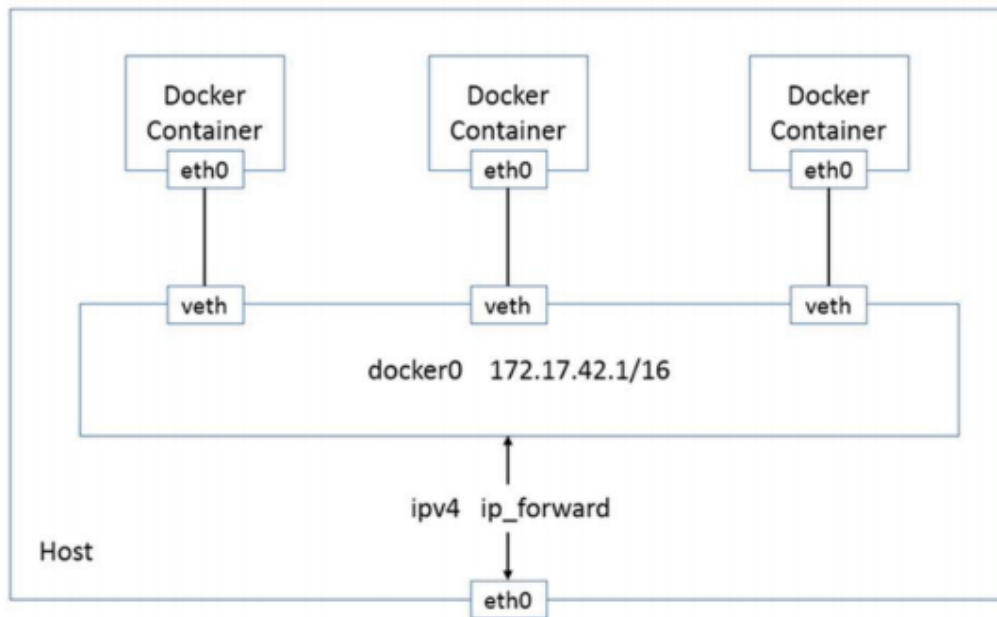 Docker
Container
eth0
Docker
Container
eth0
Docker
Container
eth0
veth
veth
veth
docker0 172.17.42.1/16
ipv4 ip_forward
Host
eth0